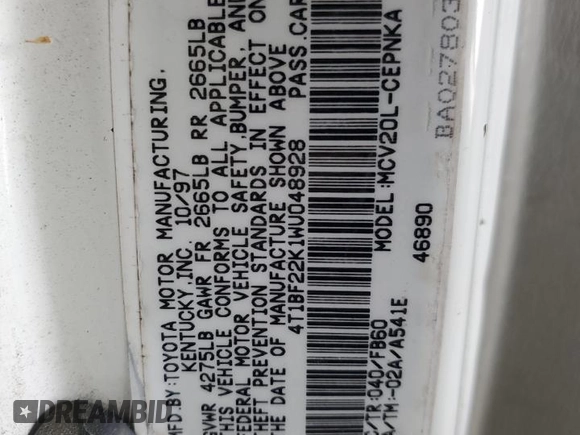 MFD.BY:TOYOTA MOTOR MANUFACTURING,
KENTUCKY,INC. 10/97
GVWR 4275LB GAWR FR 2665LB RR 2665LB
THIS VEHICLE CONFORMS TO ALL APPLICABLE
FEDERAL MOTOR VEHICLE SAFETY,BUMPER, AND
THEFT PREVENTION STANDARDS IN EFFECT ON
THE DATE OF MANUFACTURE SHOWN ABOVE
4T1BF22K1WU048928 PASS.CAR
MODEL:MCV20L-CEPNKA
46890
C/TR:040/FB60
A/TM:-02A/A541E
BA027803
DREAMBID